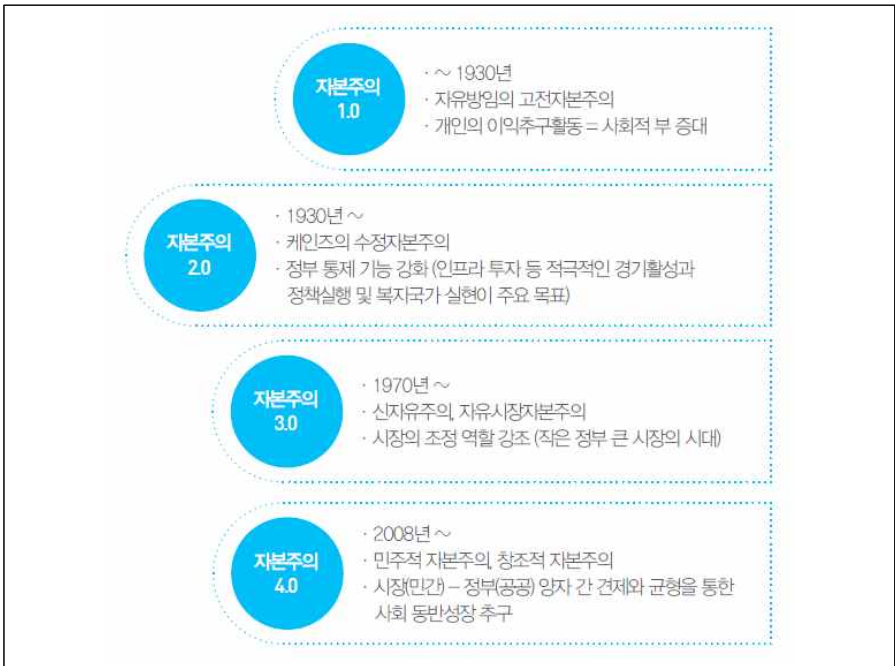 자본주의
1.0
· ~ 1930년
· 자유방임의 고전자본주의
· 개인의 이익추구활동 = 사회적 부 증대
자본주의
2.0
· 1930년 ~
· 케인즈의 수정자본주의
· 정부 통제 기능 강화 (인프라 투자 등 적극적인 경기활성과
정책실행 및 복지국가 실현이 주요 목표)
자본주의
3.0
· 1970년 ~
· 신자유주의, 자유시장자본주의
· 시장의 조정 역할 강조 (작은 정부 큰 시장의 시대)
자본주의
4.0
· 2008년 ~
· 민주적 자본주의, 창조적 자본주의
· 시장(민간) – 정부(공공) 양자 간 견제와 균형을 통한
사회 동반성장 추구